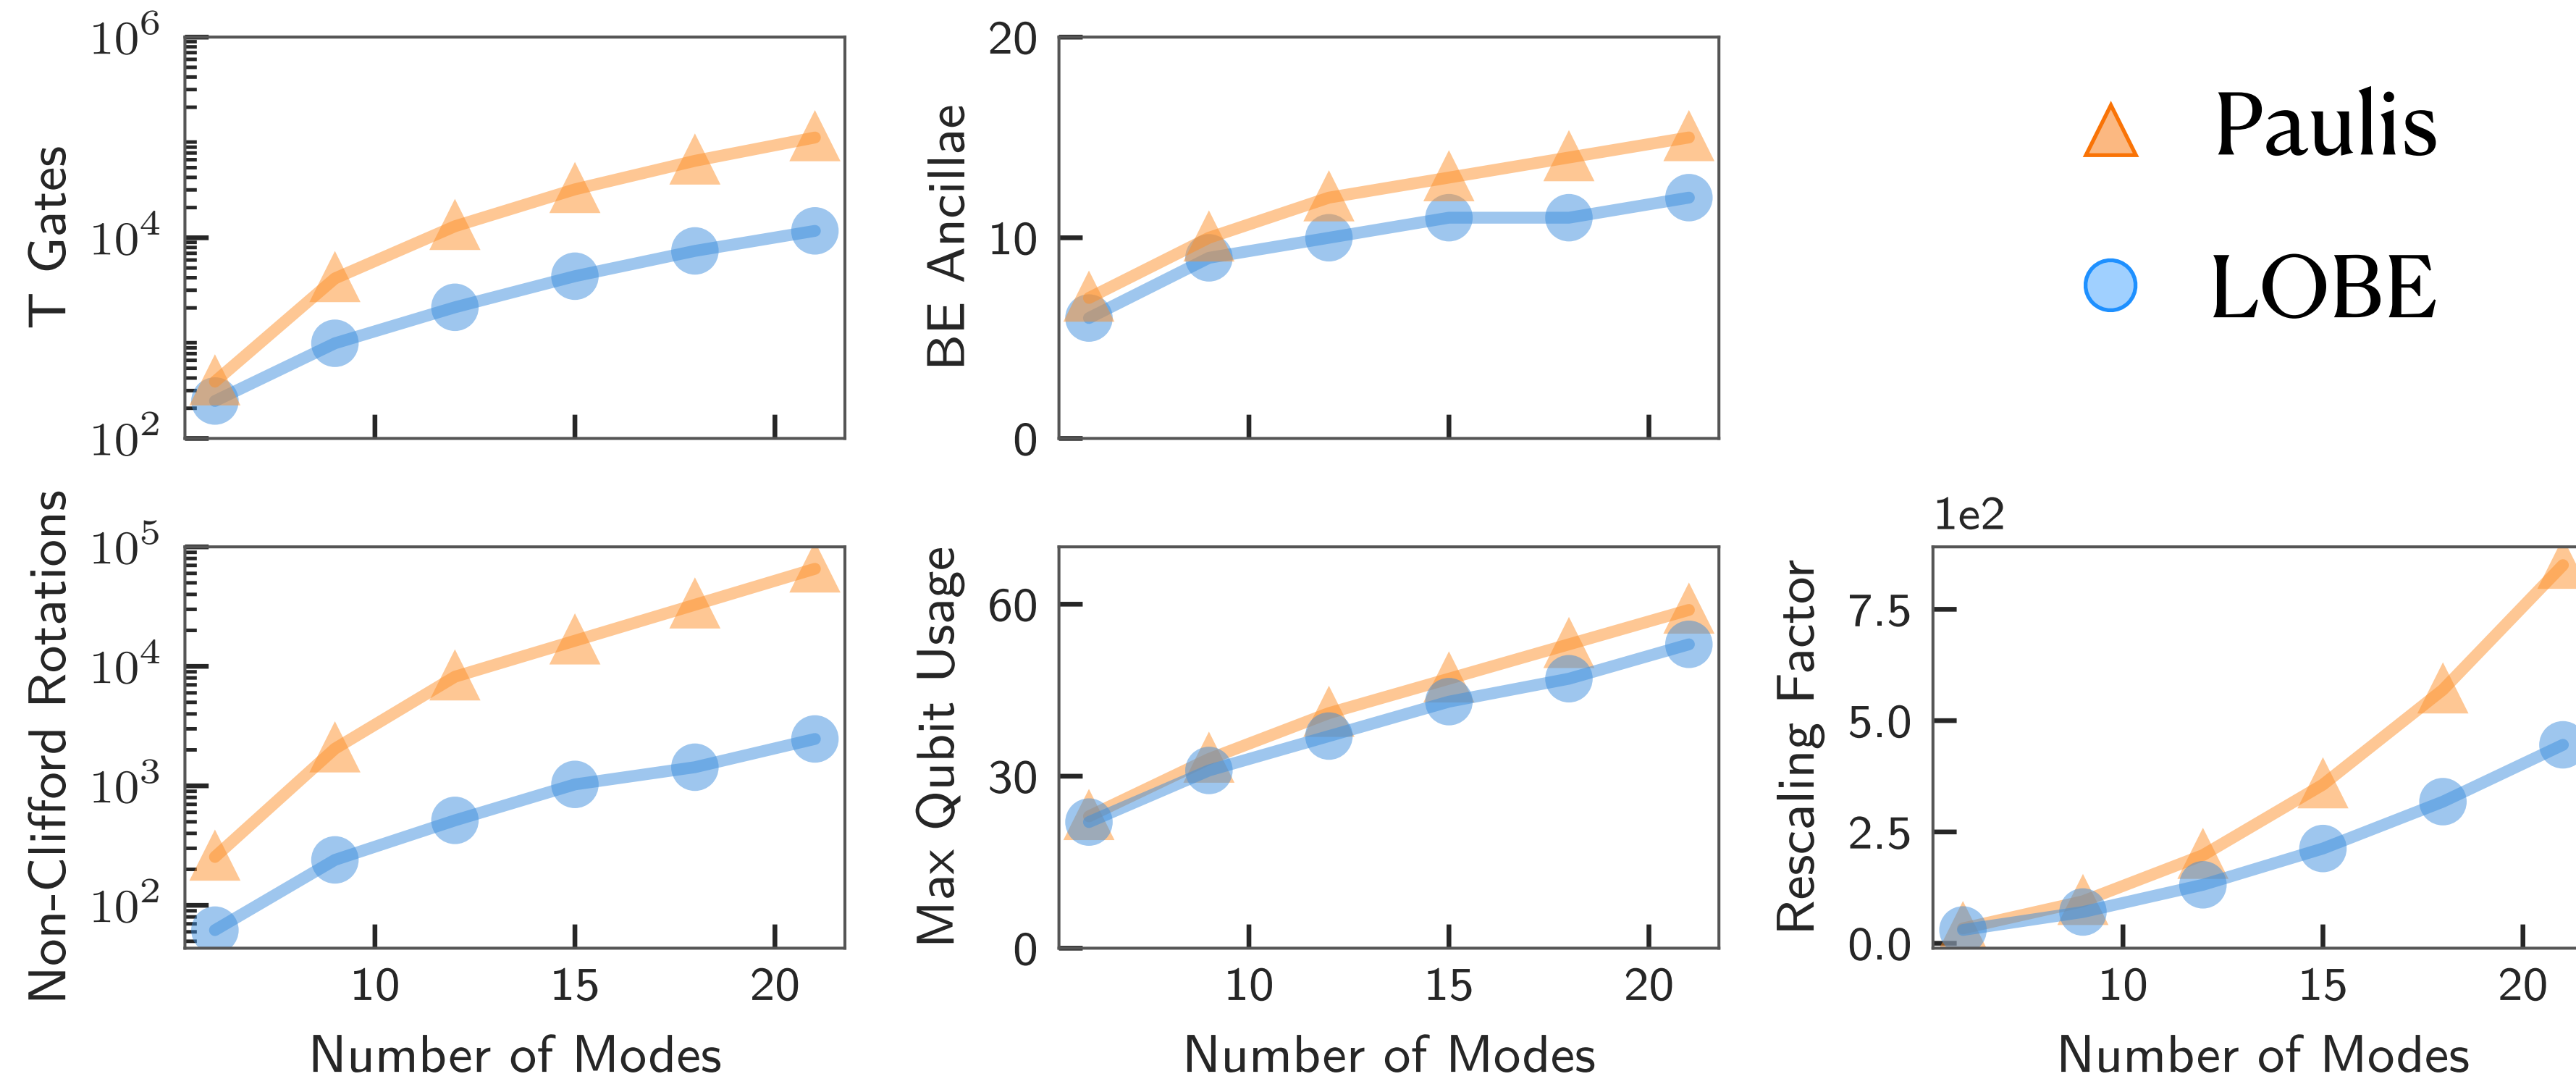 T Gates
10^6
10^4
10^2
BE Ancillae
20
10
0
Paulis
LOBE
Non-Clifford Rotations
10^5
10^4
10^3
10^2
10 15 20
Number of Modes
Max Qubit Usage
60
30
0
10 15 20
Number of Modes
1e2
Rescaling Factor
7.5
5.0
2.5
0.0
10 15 20
Number of Modes